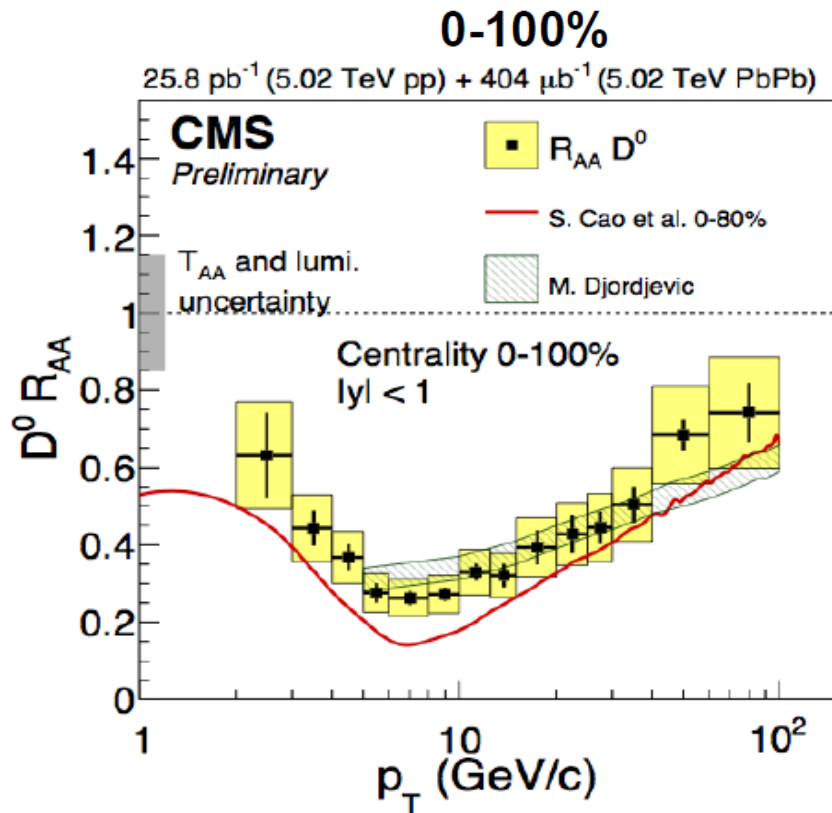 0-100%
25.8 pb⁻¹ (5.02 TeV pp) + 404 μb⁻¹ (5.02 TeV PbPb)
CMS
Preliminary
R_AA D⁰
S. Cao et al. 0-80%
M. Djordjevic
T_AA and lumi.
uncertainty
Centrality 0-100%
|y| < 1
D⁰ R_AA
1.4
1.2
1
0.8
0.6
0.4
0.2
0
1
10
10²
p_T (GeV/c)